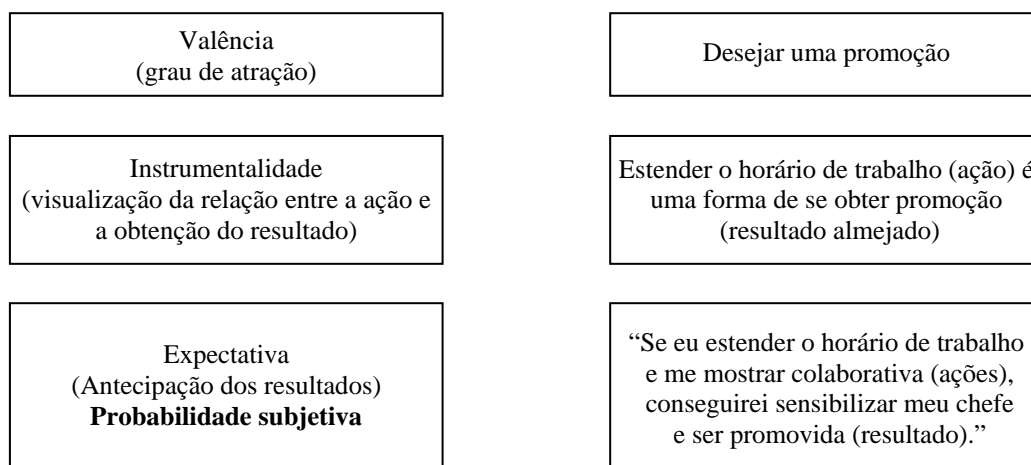 Valência
(grau de atração)
Desejar uma promoção
Instrumentalidade
(visualização da relação entre a ação e
a obtenção do resultado)
Estender o horário de trabalho (ação) é
uma forma de se obter promoção
(resultado almejado)
Expectativa
(Antecipação dos resultados)
Probabilidade subjetiva
“Se eu estender o horário de trabalho
e me mostrar colaborativa (ações),
conseguirei sensibilizar meu chefe
e ser promovida (resultado).”